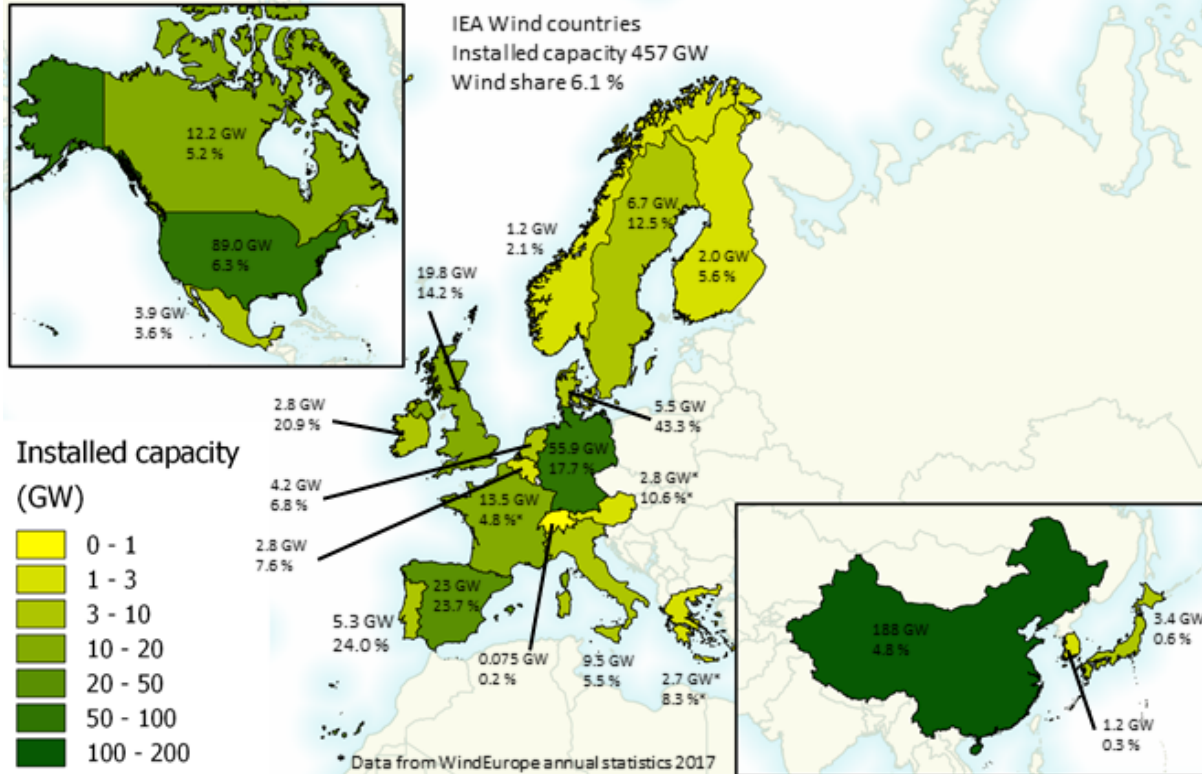 IEA Wind countries
Installed capacity 457 GW
Wind share 6.1 %
12.2 GW
5.2 %
89.0 GW
6.3 %
3.9 GW
3.6 %
1.2 GW
2.1 %
6.7 GW
12.5 %
2.0 GW
5.6 %
19.8 GW
14.2 %
2.8 GW
20.9 %
5.5 GW
43.3 %
55.9 GW
17.7 %
4.2 GW
6.8 %
2.8 GW*
10.6 %*
13.5 GW
4.8 %*
2.8 GW
7.6 %
23 GW
23.7 %
5.3 GW
24.0 %
0.075 GW
0.2 %
9.5 GW
5.5 %
2.7 GW*
8.3 %*
188 GW
4.8 %
3.4 GW
0.6 %
1.2 GW
0.3 %
Installed capacity
(GW)
0 - 1
1 - 3
3 - 10
10 - 20
20 - 50
50 - 100
100 - 200
* Data from WindEurope annual statistics 2017